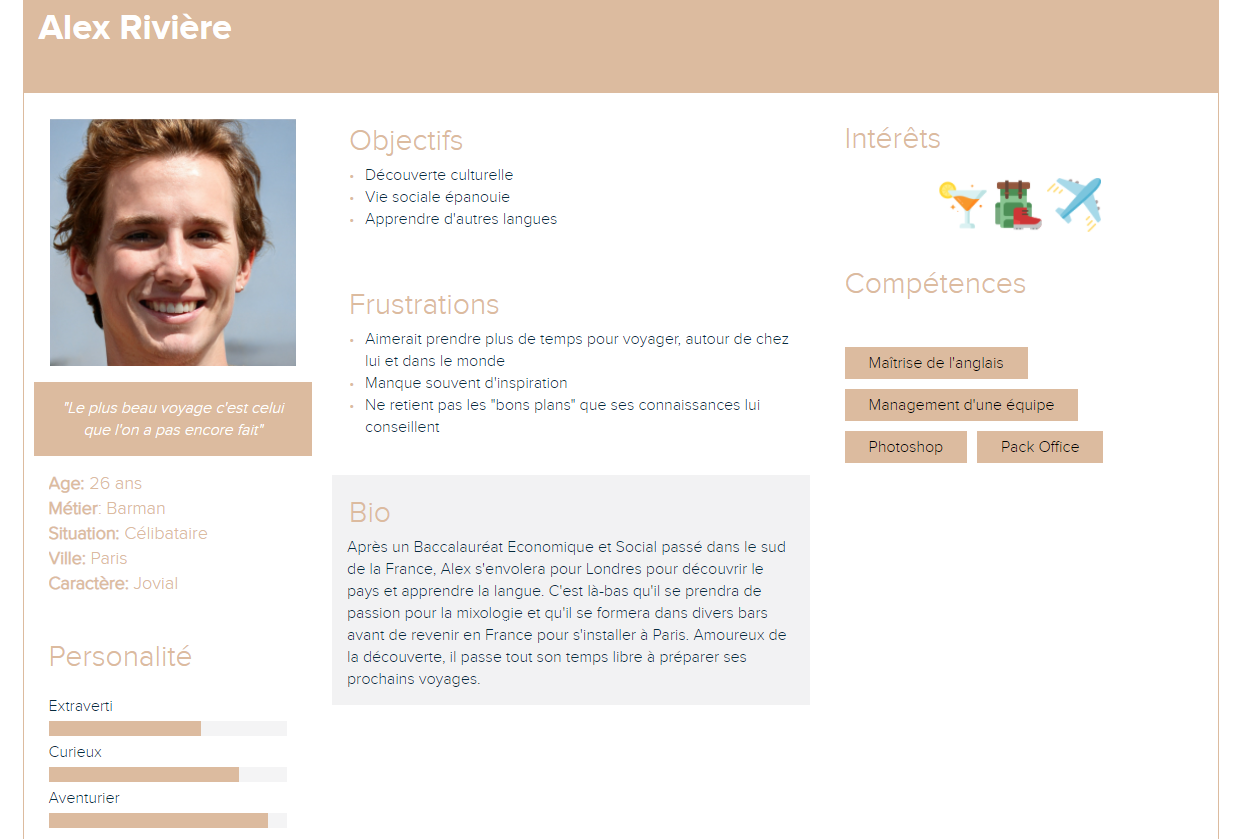 Alex Rivière
"Le plus beau voyage c'est celui
que l'on a pas encore fait"
Age: 26 ans
Métier: Barman
Situation: Célibataire
Ville: Paris
Caractère: Jovial
Personalité
Extraverti
Curieux
Aventurier
Objectifs
Découverte culturelle
Vie sociale épanouie
Apprendre d'autres langues
Frustrations
Aimerait prendre plus de temps pour voyager, autour de chez
lui et dans le monde
Manque souvent d'inspiration
Ne retient pas les "bons plans" que ses connaissances lui
conseillent
Bio
Après un Baccalauréat Economique et Social passé dans le sud
de la France, Alex s'envolera pour Londres pour découvrir le
pays et apprendre la langue. C'est là-bas qu'il se prendra de
passion pour la mixologie et qu'il se formera dans divers bars
avant de revenir en France pour s'installer à Paris. Amoureux de
la découverte, il passe tout son temps libre à préparer ses
prochains voyages.
Intérêts
Compétences
Maîtrise de l'anglais
Management d'une équipe
Photoshop
Pack Office